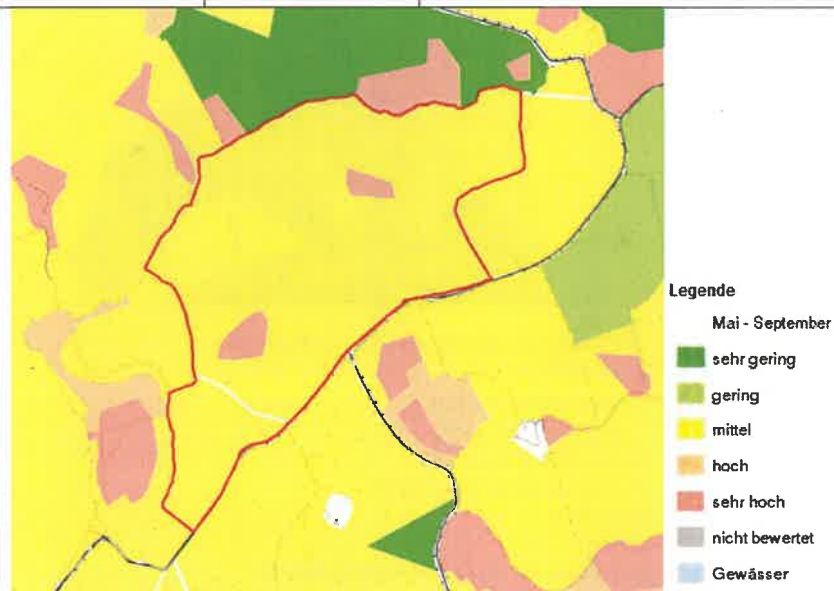 Legende
Mai - September
sehr gering
gering
mittel
hoch
sehr hoch
nicht bewertet
Gewässer